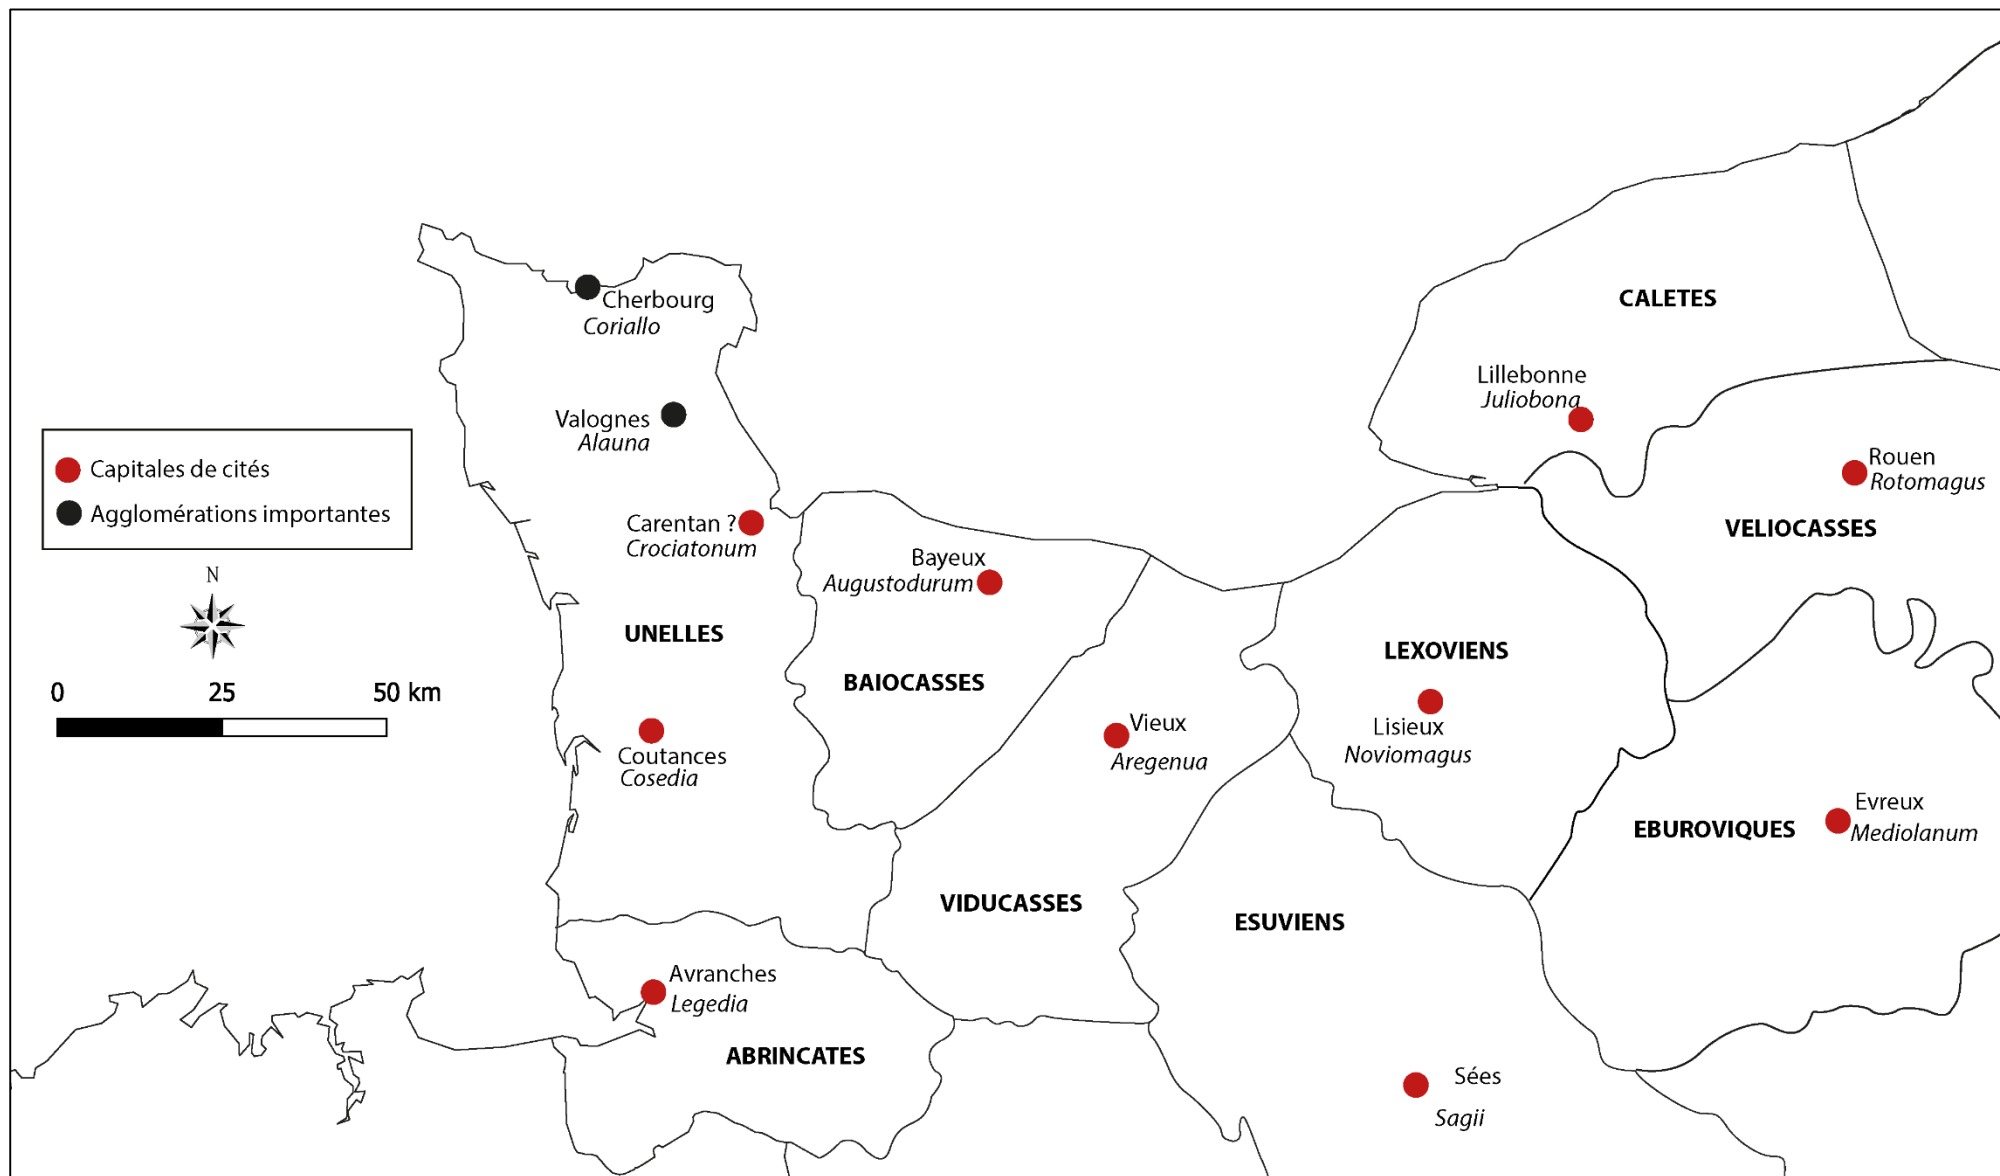 Cherbourg
Coriallo
Valognes
Alauna
Carentan ?
Crociatonum
UNELLES
Coutances
Cosedia
Avranches
Legedia
ABRINCATES
Bayeux
Augustodurum
BAIOCASSES
Vieux
Aregenua
VIDUCASSES
LEXOVIENS
Lisieux
Noviomagus
ESUVIENS
Sées
Sagii
CALETES
Lillebonne
Juliobona
Rouen
Rotomagus
VELIOCASSES
EBUROVIQUES
Evreux
Mediolanum
Capitales de cités
Agglomérations importantes
N
0 25 50 km